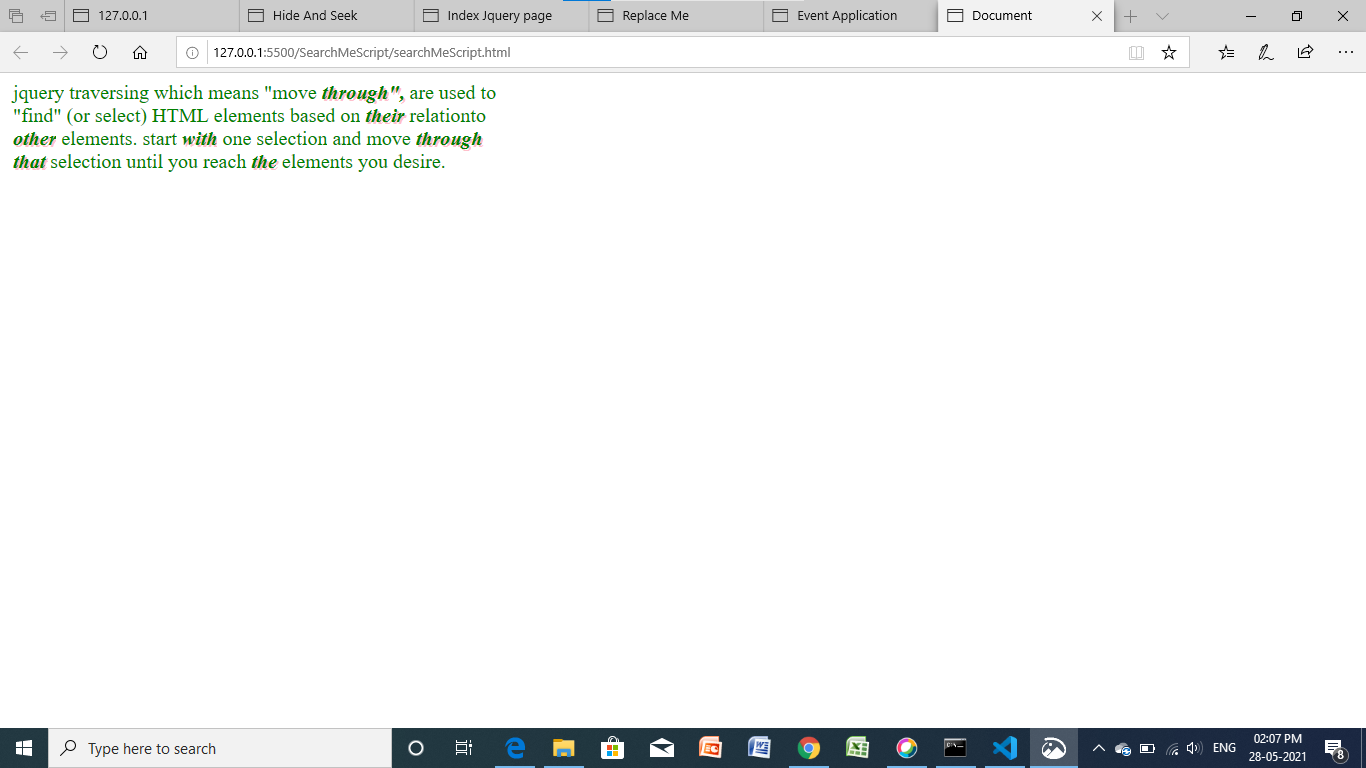 127.0.0.1 Hide And Seek Index Jquery page Replace Me Event Application Document
127.0.0.1:5500/SearchMeScript/searchMeScript.html
jquery traversing which means "move through", are used to
"find" (or select) HTML elements based on their relationto
other elements. start with one selection and move through
that selection until you reach the elements you desire.
Type here to search
ENG
02:07 PM
28-05-2021
8